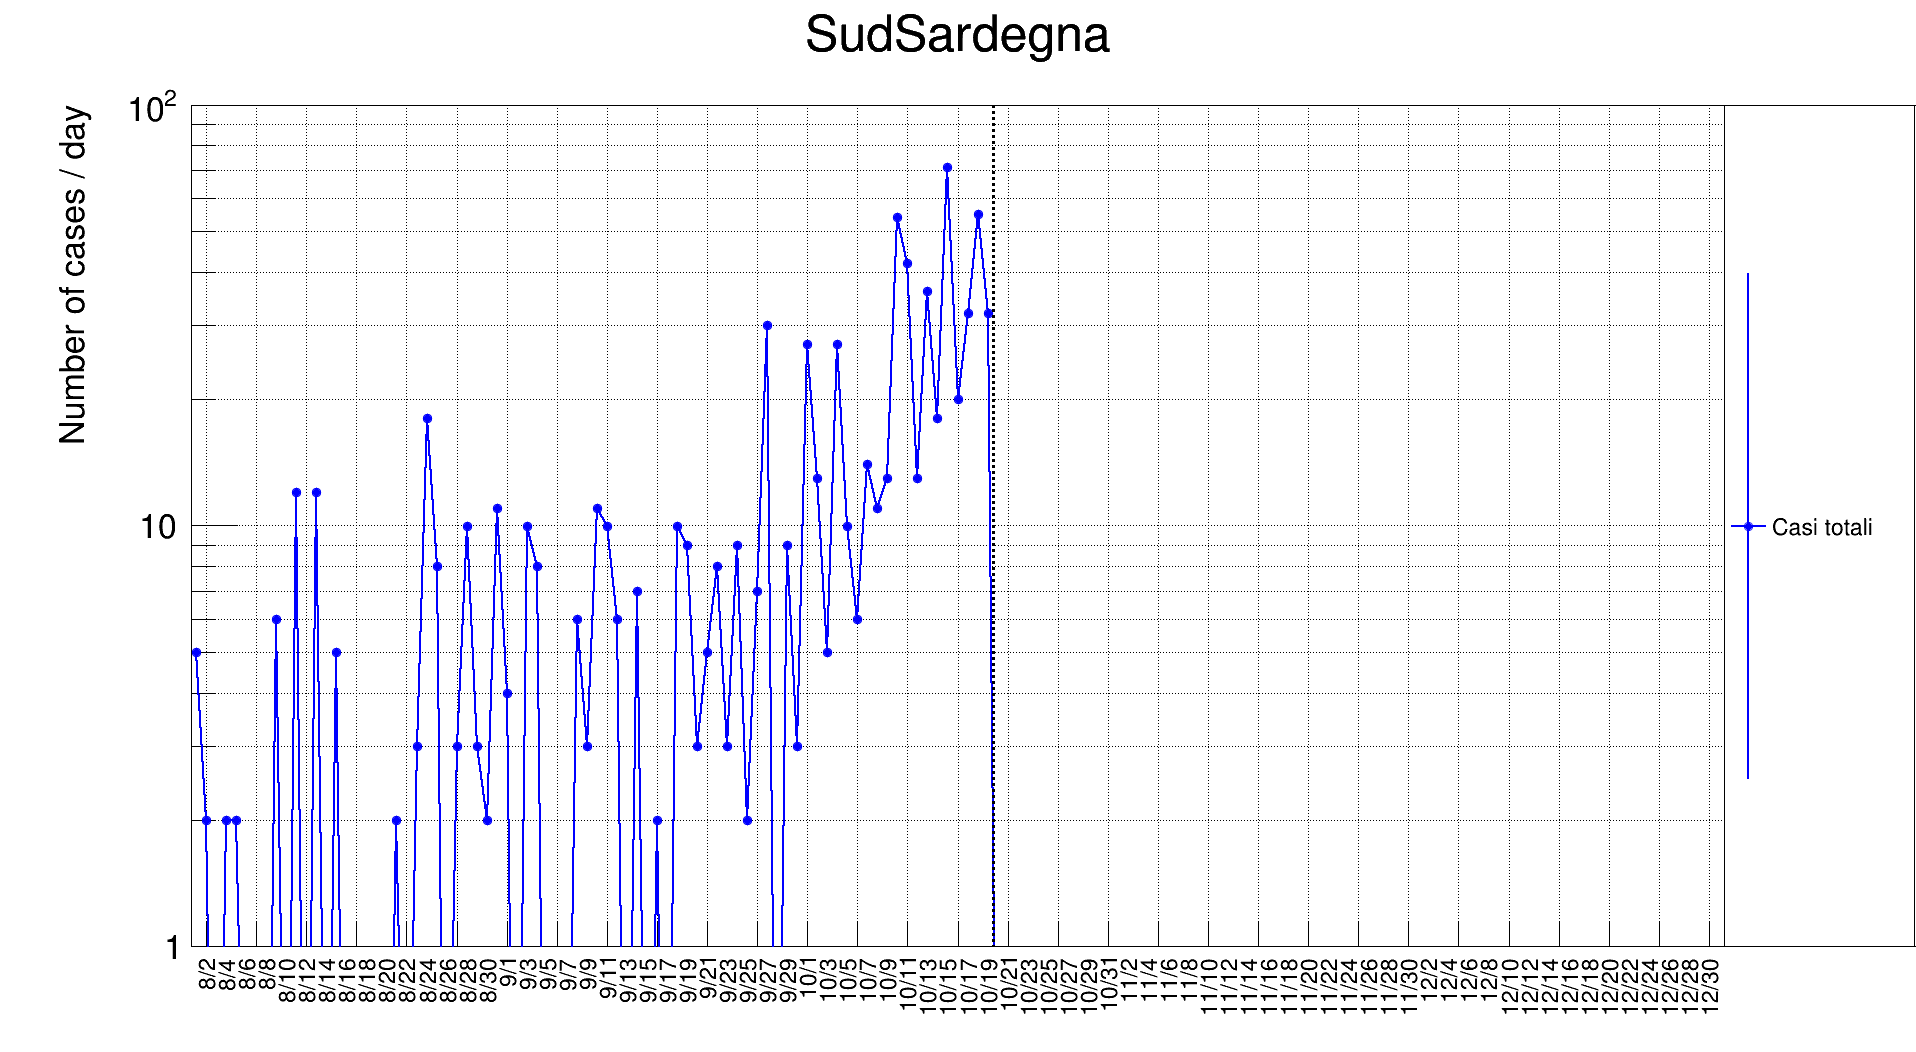 SudSardegna
Number of cases / day
10²
10
1
8/2 8/4 8/6 8/8 8/10 8/12 8/14 8/16 8/18 8/20 8/22 8/24 8/26 8/28 8/30 9/1 9/3 9/5 9/7 9/9 9/11 9/13 9/15 9/17 9/19 9/21 9/23 9/25 9/27 9/29 10/1 10/3 10/5 10/7 10/9 10/11 10/13 10/15 10/17 10/19 10/21 10/23 10/25 10/27 10/29 10/31 11/2 11/4 11/6 11/8 11/10 11/12 11/14 11/16 11/18 11/20 11/22 11/24 11/26 11/28 11/30 12/2 12/4 12/6 12/8 12/10 12/12 12/14 12/16 12/18 12/20 12/22 12/24 12/26 12/28 12/30
Casi totali